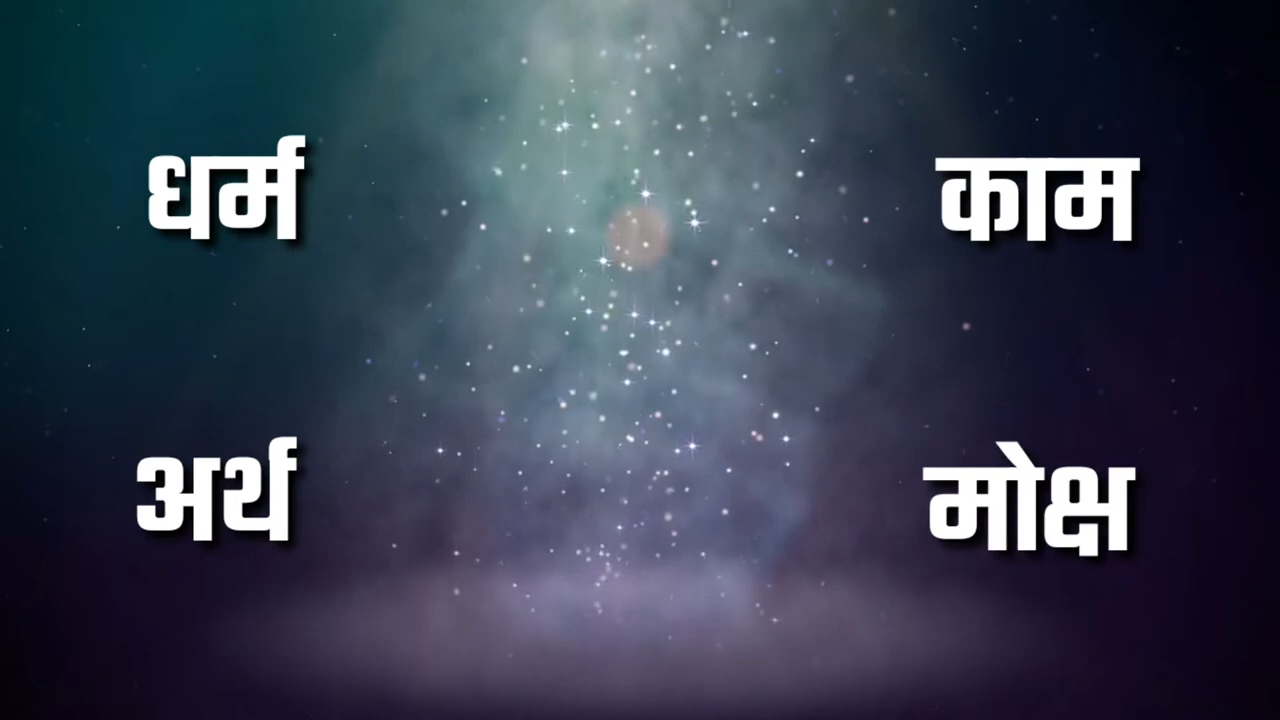 धर्म
काम
अर्थ
मोक्ष